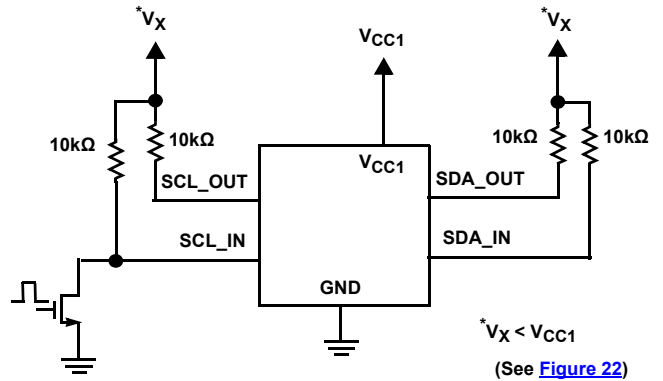 *VX
VCC1
*VX
10kΩ
10kΩ
10kΩ
10kΩ
VCC1
SCL_OUT
SDA_OUT
SCL_IN
SDA_IN
GND
*VX < VCC1
(See Figure 22)